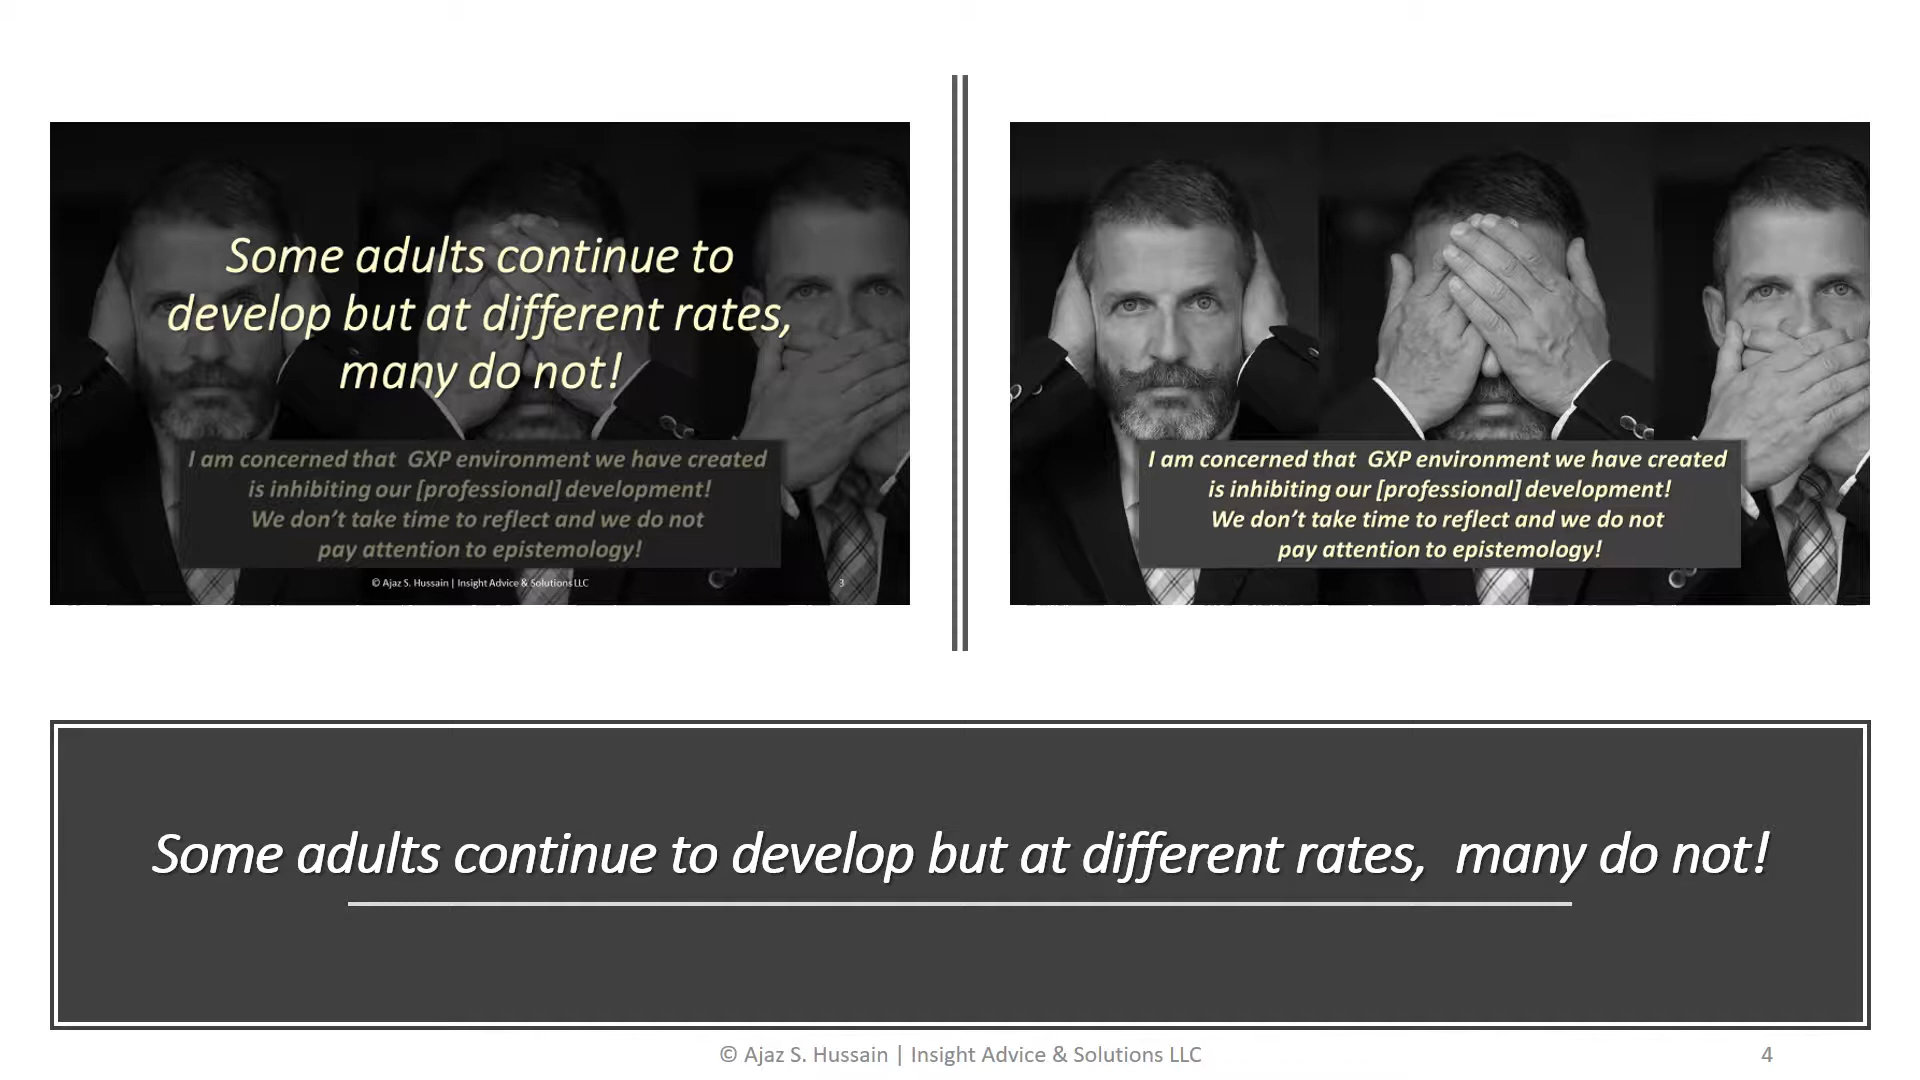 Some adults continue to
develop but at different rates,
many do not!
I am concerned that GXP environment we have created
is inhibiting our [professional] development!
We don’t take time to reflect and we do not
pay attention to epistemology!
© Ajaz S. Hussain | Insight Advice & Solutions LLC
3
I am concerned that GXP environment we have created
is inhibiting our [professional] development!
We don’t take time to reflect and we do not
pay attention to epistemology!
Some adults continue to develop but at different rates, many do not!
© Ajaz S. Hussain | Insight Advice & Solutions LLC
4